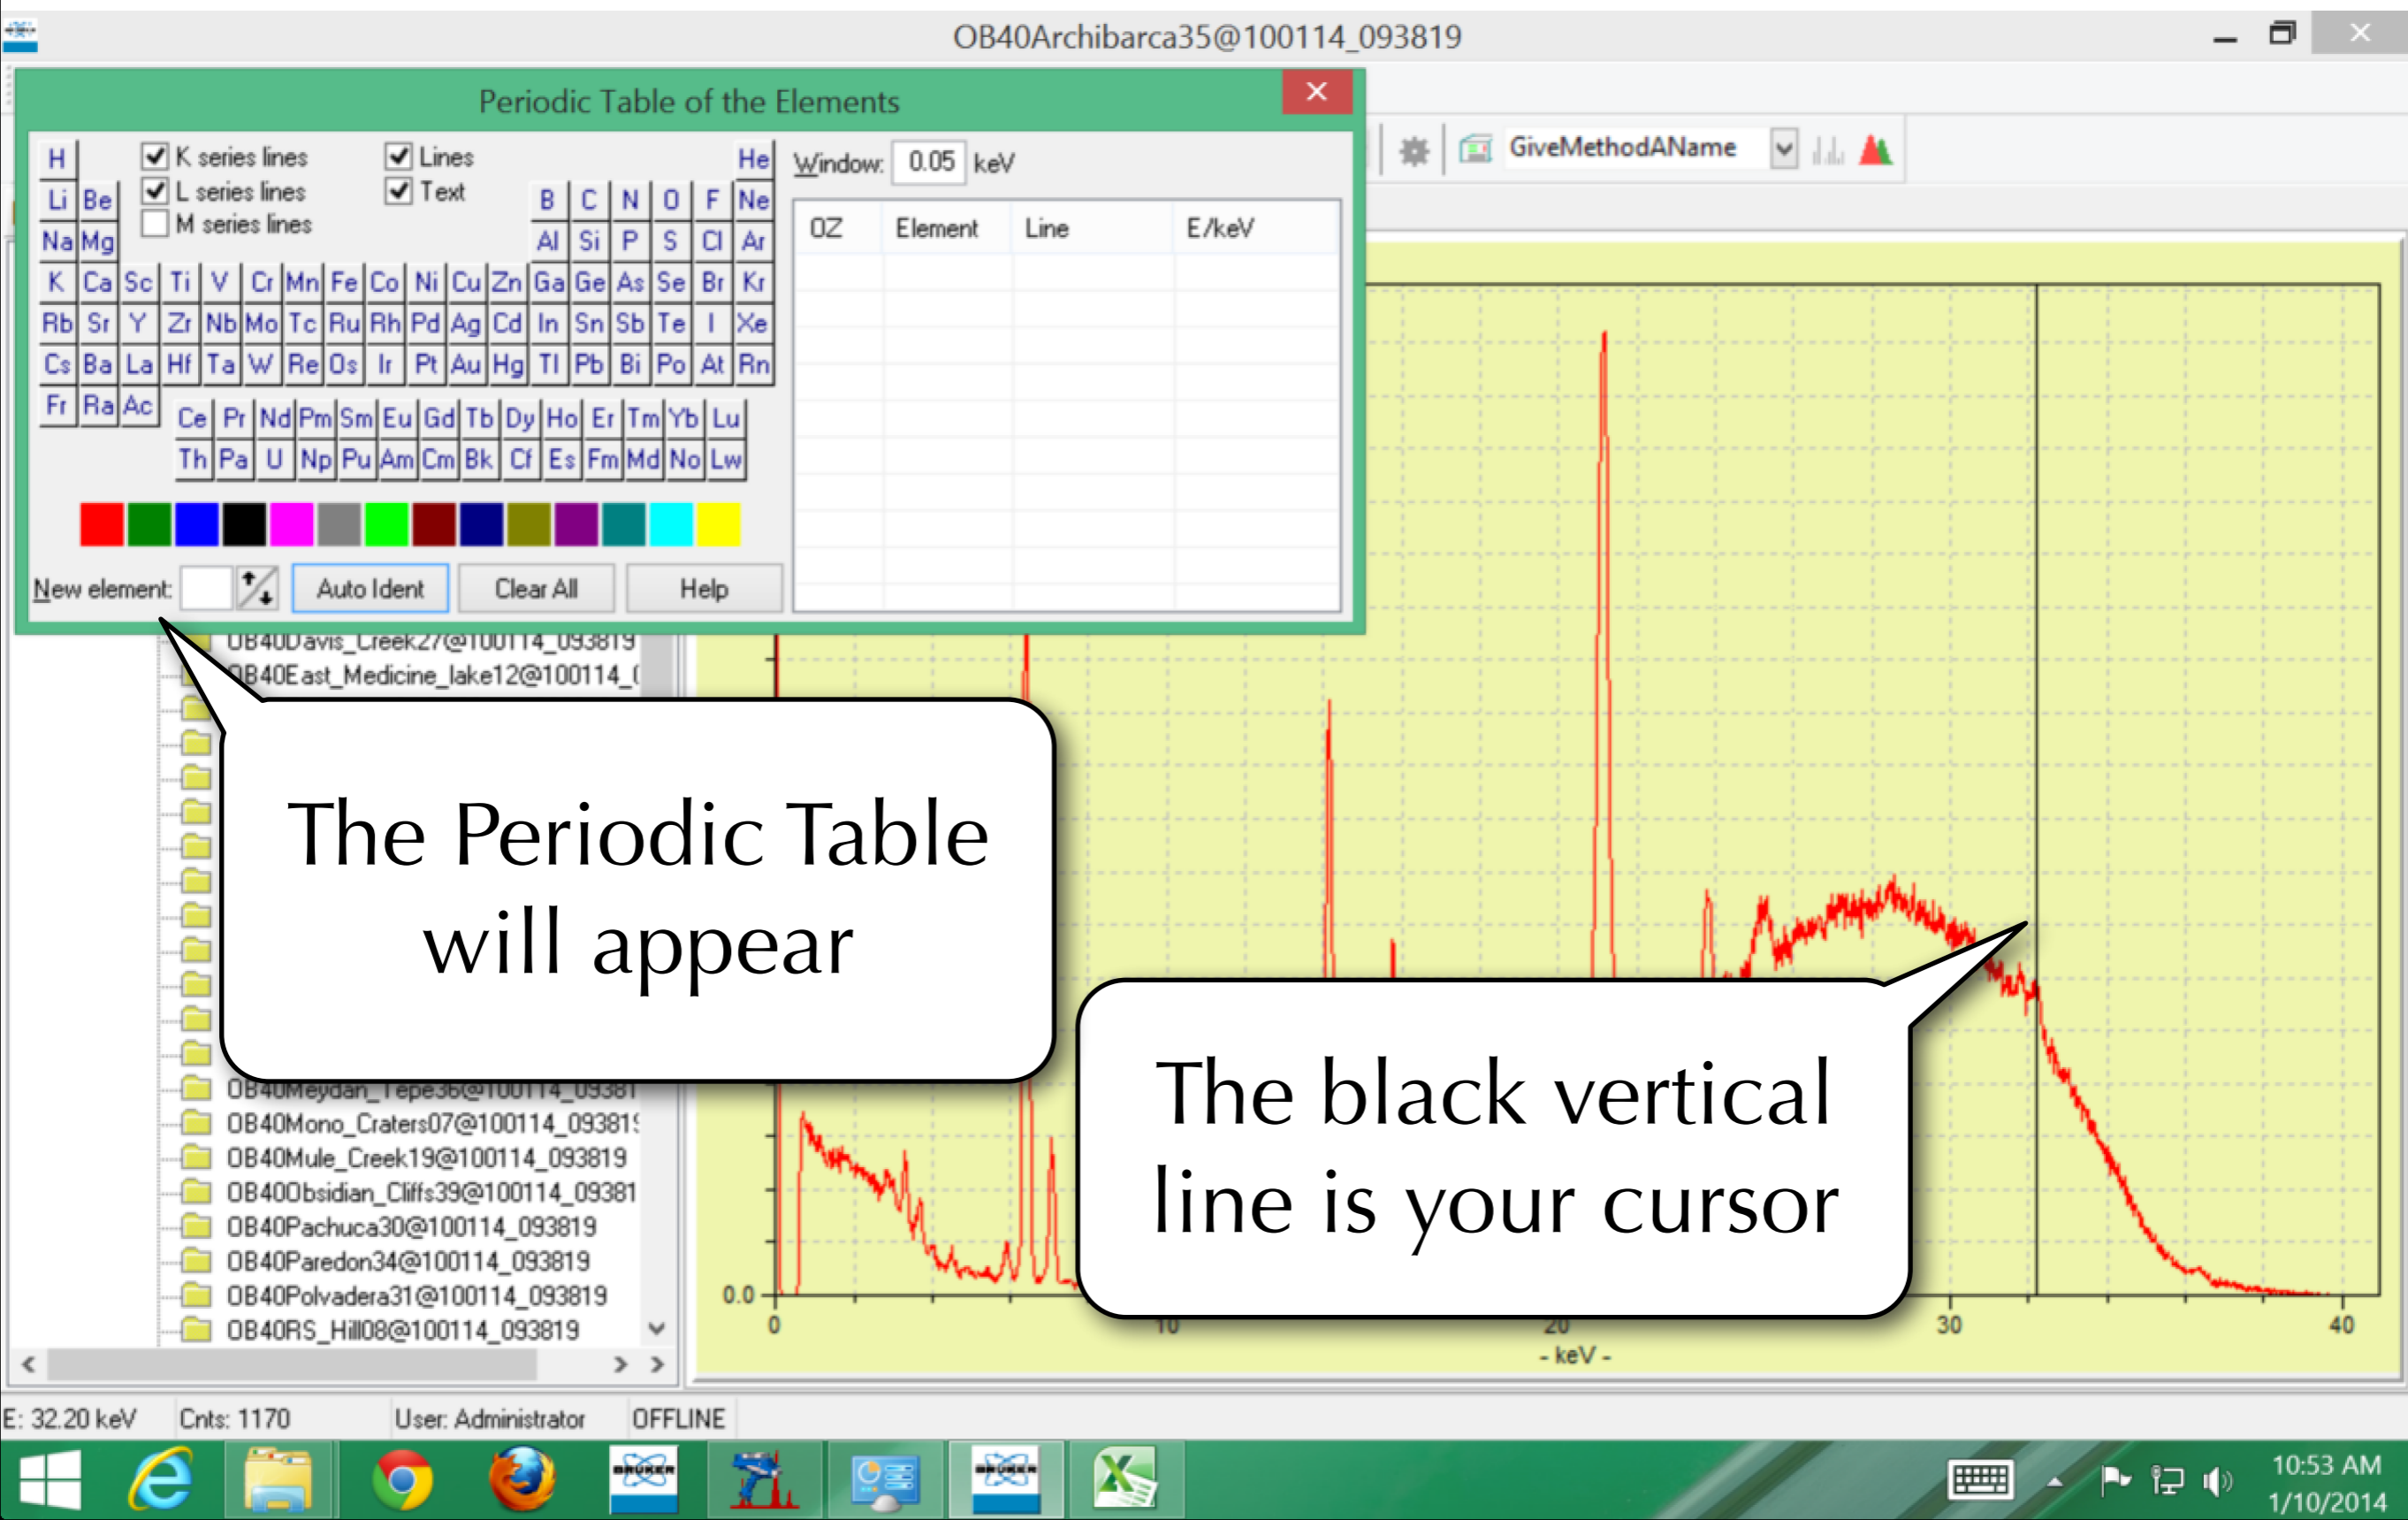 OB40Archibarca35@100114_093819
Periodic Table of the Elements
H K series lines Lines He
Li Be L series lines Text B C N O F Ne
Na Mg M series lines Al Si P S Cl Ar
K Ca Sc Ti V Cr Mn Fe Co Ni Cu Zn Ga Ge As Se Br Kr
Rb Sr Y Zr Nb Mo Tc Ru Rh Pd Ag Cd In Sn Sb Te I Xe
Cs Ba La Hf Ta W Re Os Ir Pt Au Hg Tl Pb Bi Po At Rn
Fr Ra Ac
Ce Pr Nd Pm Sm Eu Gd Tb Dy Ho Er Tm Yb Lu
Th Pa U Np Pu Am Cm Bk Cf Es Fm Md No Lw
New element: Auto Ident Clear All Help
Window: 0.05 keV
OZ Element Line E/keV
GiveMethodAName
OB40Davis_Creek27@100114_093819
OB40East_Medicine_lake12@100114_(
The Periodic Table
will appear
OB40Meydan_Tepe36@100114_09381
OB40Mono_Craters07@100114_093819
OB40Mule_Creek19@100114_093819
OB40Obsidian_Cliffs39@100114_09381
OB40Pachuca30@100114_093819
OB40Paredon34@100114_093819
OB40Polvadera31@100114_093819
OB40RS_Hill08@100114_093819
The black vertical
line is your cursor
0.0
0 10 20 30 40
- keV -
E: 32.20 keV Cnts: 1170 User: Administrator OFFLINE
BRUKER BRUKER
10:53 AM
1/10/2014